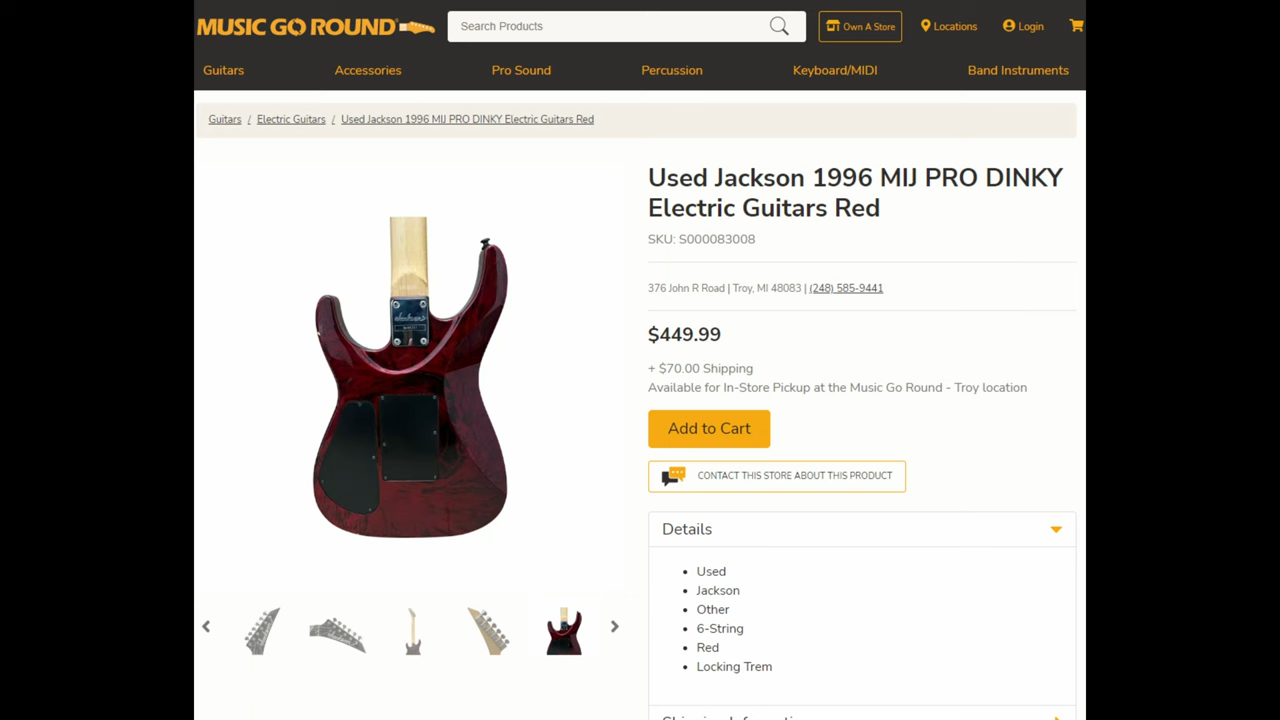 MUSIC GO ROUND
Search Products
Own A Store
Locations
Login
Guitars
Accessories
Pro Sound
Percussion
Keyboard/MIDI
Band Instruments
Guitars / Electric Guitars / Used Jackson 1996 MIJ PRO DINKY Electric Guitars Red
Used Jackson 1996 MIJ PRO DINKY
Electric Guitars Red
SKU: S000083008
376 John R Road | Troy, MI 48083 | (248) 585-9441
$449.99
+ $70.00 Shipping
Available for In-Store Pickup at the Music Go Round - Troy location
Add to Cart
CONTACT THIS STORE ABOUT THIS PRODUCT
Details
• Used
• Jackson
• Other
• 6-String
• Red
• Locking Trem